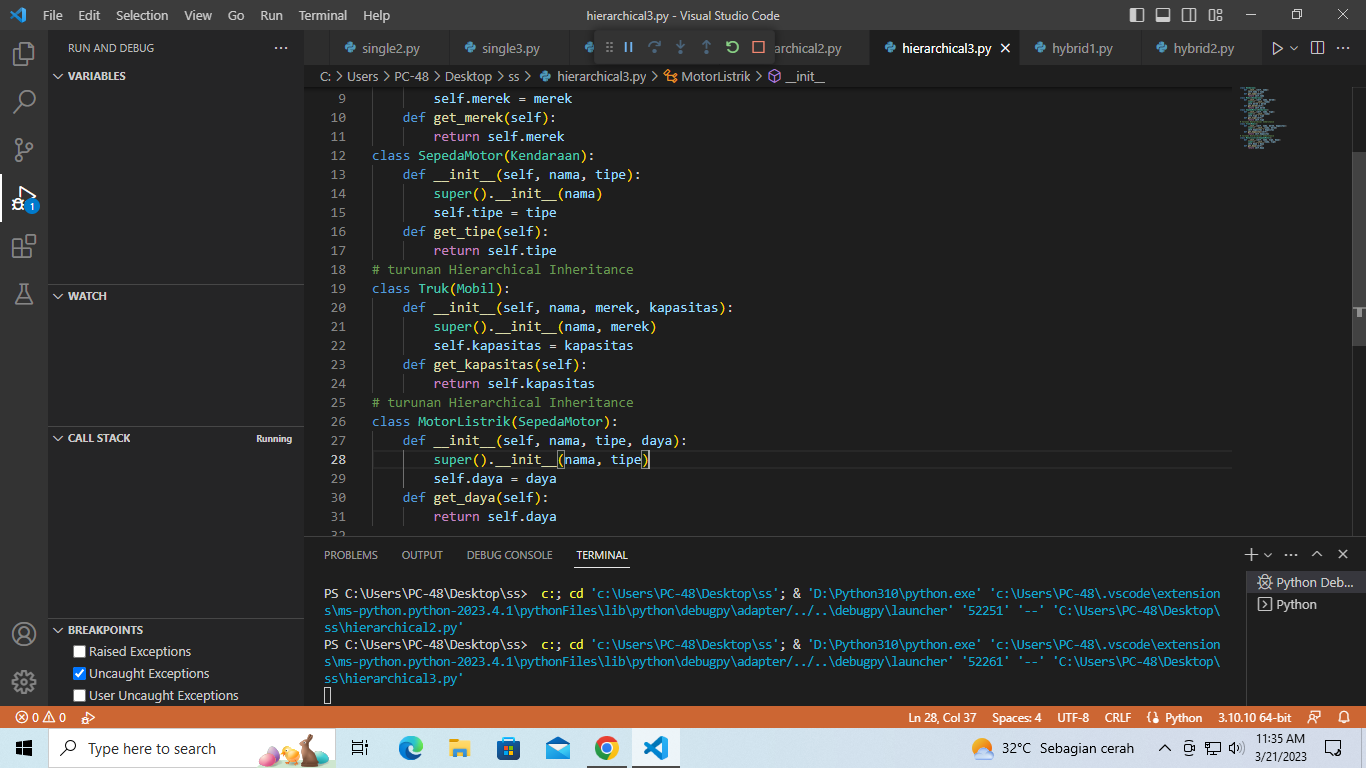 File Edit Selection View Go Run Terminal Help hierarchical3.py - Visual Studio Code
RUN AND DEBUG
single2.py single3.py archical2.py hierarchical3.py hybrid1.py hybrid2.py
C: > Users > PC-48 > Desktop > ss > hierarchical3.py > MotorListrik > __init__
VARIABLES
WATCH
CALL STACK Running
BREAKPOINTS
Raised Exceptions
Uncaught Exceptions
User Uncaught Exceptions
1
9 self.merek = merek
10 def get_merek(self):
11 return self.merek
12 class SepedaMotor(Kendaraan):
13 def __init__(self, nama, tipe):
14 super().__init__(nama)
15 self.tipe = tipe
16 def get_tipe(self):
17 return self.tipe
18 # turunan Hierarchical Inheritance
19 class Truk(Mobil):
20 def __init__(self, nama, merek, kapasitas):
21 super().__init__(nama, merek)
22 self.kapasitas = kapasitas
23 def get_kapasitas(self):
24 return self.kapasitas
25 # turunan Hierarchical Inheritance
26 class MotorListrik(SepedaMotor):
27 def __init__(self, nama, tipe, daya):
28 super().__init__(nama, tipe)
29 self.daya = daya
30 def get_daya(self):
31 return self.daya
32
PROBLEMS OUTPUT DEBUG CONSOLE TERMINAL
PS C:\Users\PC-48\Desktop\ss> c:; cd 'c:\Users\PC-48\Desktop\ss'; & 'D:\Python310\python.exe' 'c:\Users\PC-48\.vscode\extension
s\ms-python.python-2023.4.1\pythonFiles\lib\python\debugpy\adapter/../..\debugpy\launcher' '52251' '--' 'C:\Users\PC-48\Desktop\
ss\hierarchical2.py'
PS C:\Users\PC-48\Desktop\ss> c:; cd 'c:\Users\PC-48\Desktop\ss'; & 'D:\Python310\python.exe' 'c:\Users\PC-48\.vscode\extension
s\ms-python.python-2023.4.1\pythonFiles\lib\python\debugpy\adapter/../..\debugpy\launcher' '52261' '--' 'C:\Users\PC-48\Desktop\
ss\hierarchical3.py'
Python Deb...
Python
0 0 Ln 28, Col 37 Spaces: 4 UTF-8 CRLF Python 3.10.10 64-bit
Type here to search 32°C Sebagian cerah 11:35 AM
3/21/2023